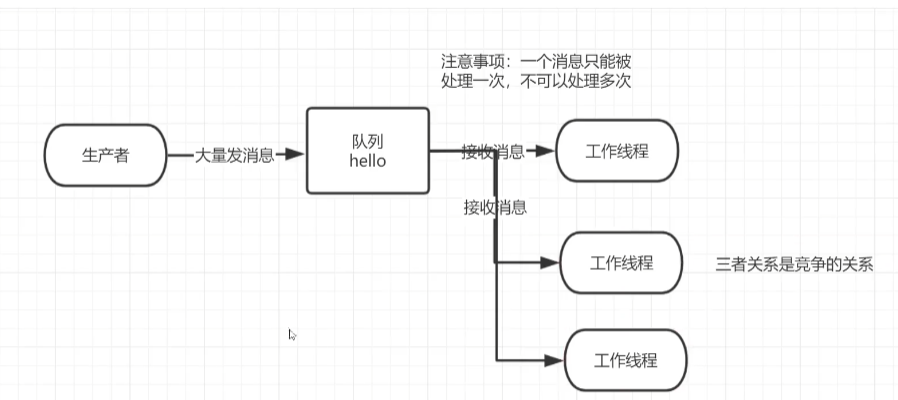 注意事项：一个消息只能被
处理一次，不可以处理多次
生产者
大量发消息
队列
hello
接收消息
工作线程
接收消息
工作线程
三者关系是竞争的关系
工作线程